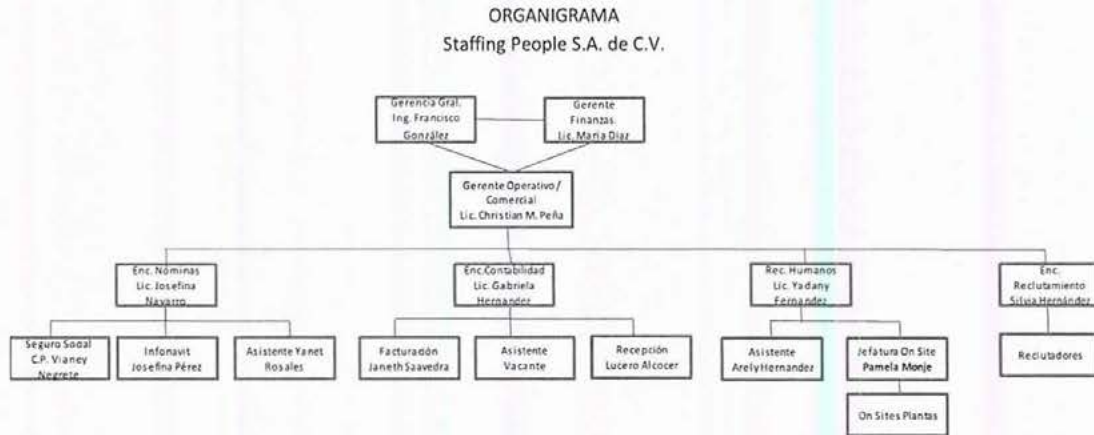 ORGANIGRAMA
Staffing People S.A. de C.V.
Gerencia Gral.
Ing. Francisco
González
Gerente
Finanzas
Lic. Maria Diaz
Gerente Operativo /
Comercial
Lic. Christian M. Peña
Enc. Nóminas
Lic. Josefina
Navarro
Enc.Contabilidad
Lic. Gabriela
Hernandez
Rec. Humanos
Lic. Yadany
Fernandez
Enc.
Reclutamiento
Silvia Hernández
Seguro Social
C.P. Vianey
Negrete
Infonavit
Josefina Pérez
Asistente Yanet
Rosales
Facturación
Janeth Saavedra
Asistente
Vacante
Recepción
Lucero Alcocer
Asistente
Arely Hernandez
Jefatura On Site
Pamela Monje
Reclutadores
On Sites Plantas